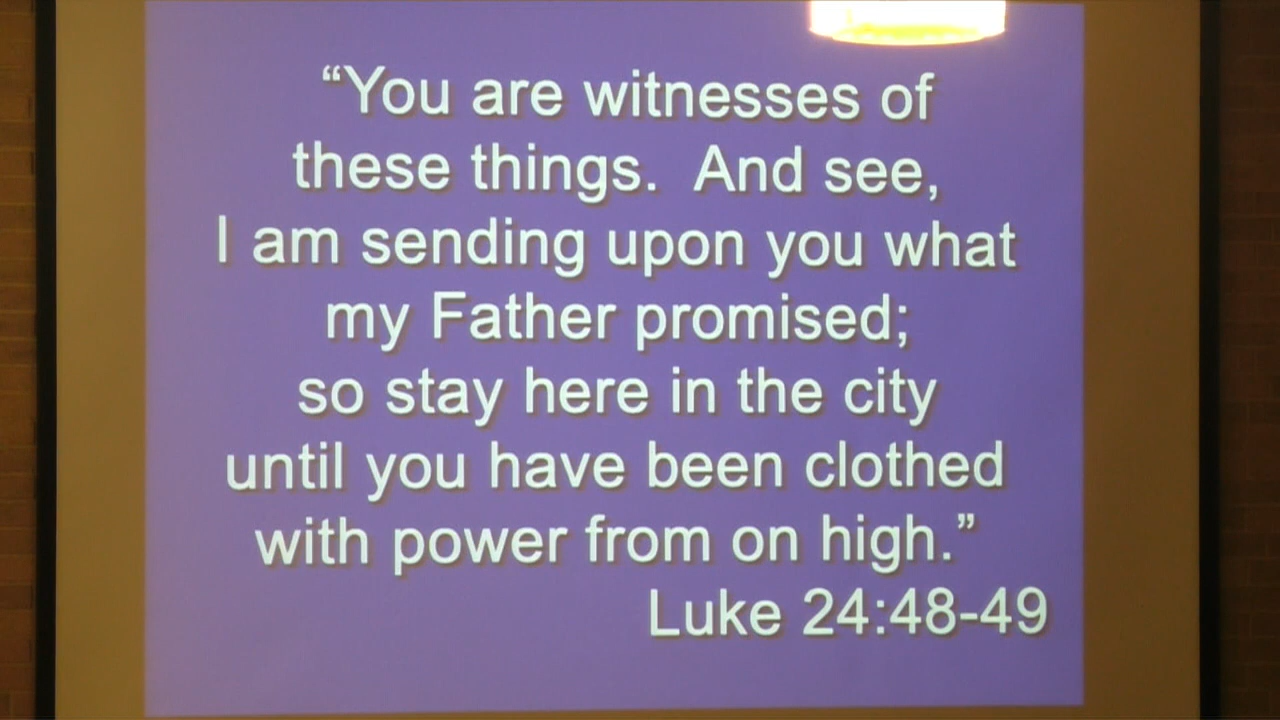 “You are witnesses of
these things.  And see,
I am sending upon you what
my Father promised;
so stay here in the city
until you have been clothed
with power from on high.”
Luke 24:48-49